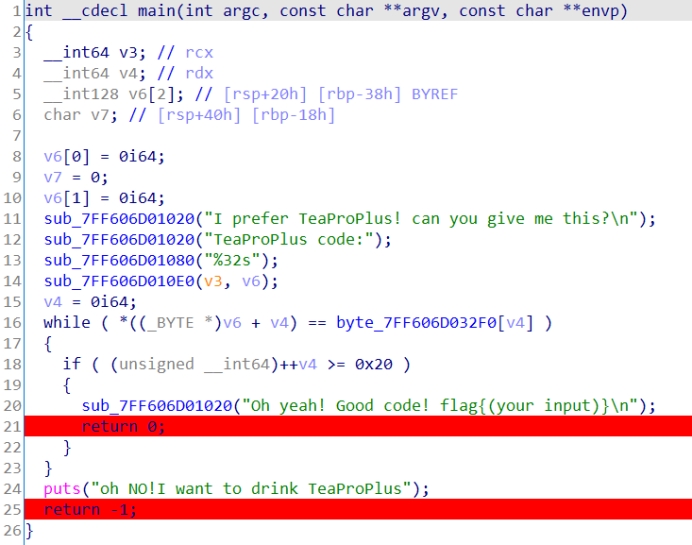 1 int __cdecl main(int argc, const char **argv, const char **envp)
2 {
3   __int64 v3; // rcx
4   __int64 v4; // rdx
5   __int128 v6[2]; // [rsp+20h] [rbp-38h] BYREF
6   char v7; // [rsp+40h] [rbp-18h]
7
8   v6[0] = 0i64;
9   v7 = 0;
10   v6[1] = 0i64;
11   sub_7FF606D01020("I prefer TeaProPlus! can you give me this?\n");
12   sub_7FF606D01020("TeaProPlus code:");
13   sub_7FF606D01080("%32s");
14   sub_7FF606D010E0(v3, v6);
15   v4 = 0i64;
16   while ( *((_BYTE *)v6 + v4) == byte_7FF606D032F0[v4] )
17   {
18     if ( (unsigned __int64)++v4 >= 0x20 )
19     {
20       sub_7FF606D01020("Oh yeah! Good code! flag{(your input)}\n");
21       return 0;
22     }
23   }
24   puts("oh NO!I want to drink TeaProPlus");
25   return -1;
26 }